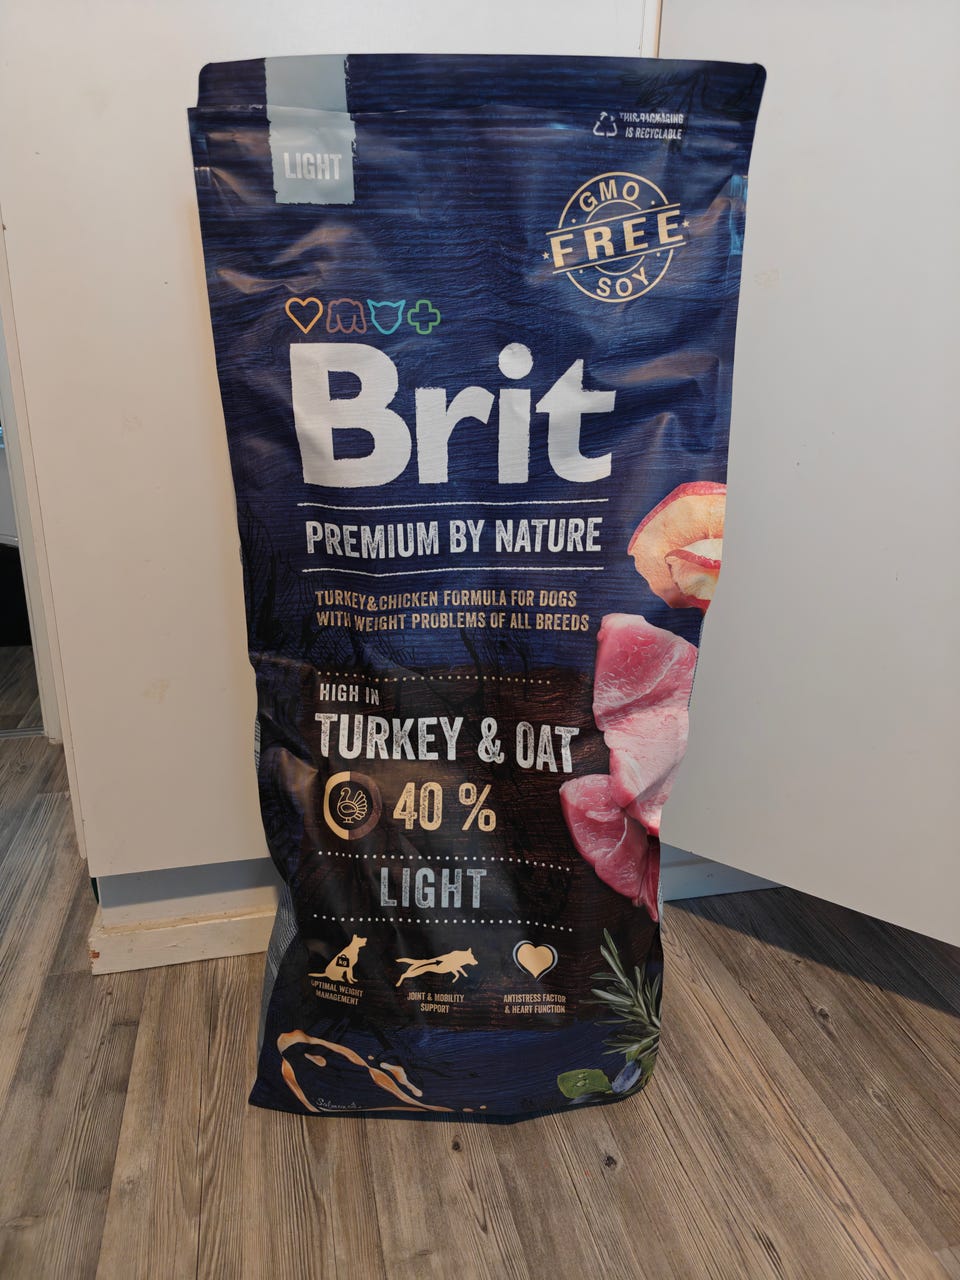 THIS PACKAGING
IS RECYCLABLE
LIGHT
GMO
FREE
SOY
Brit
PREMIUM BY NATURE
TURKEY&CHICKEN FORMULA FOR DOGS
WITH WEIGHT PROBLEMS OF ALL BREEDS
HIGH IN
TURKEY & OAT
40 %
LIGHT
kg
OPTIMAL WEIGHT
MANAGEMENT
JOINT & MOBILITY
SUPPORT
ANTISTRESS FACTOR
& HEART FUNCTION